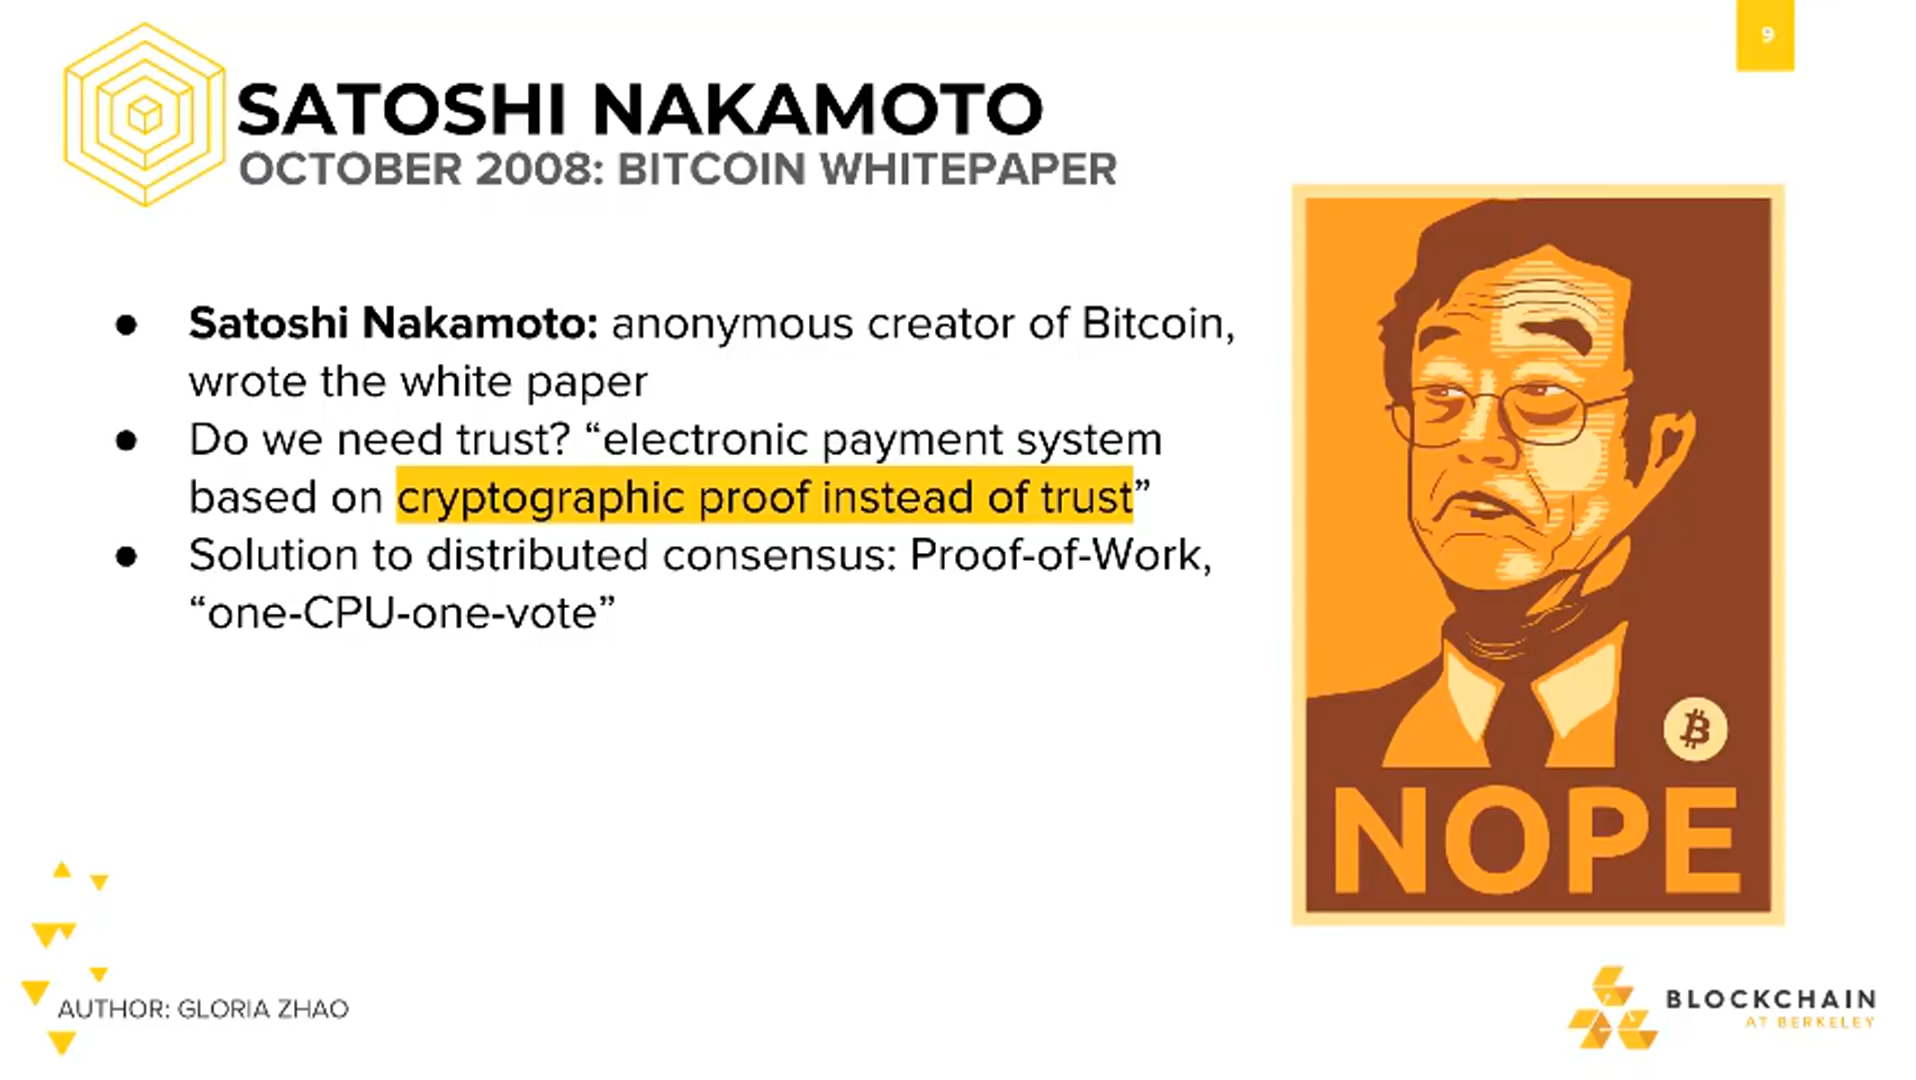 9
SATOSHI NAKAMOTO
OCTOBER 2008: BITCOIN WHITEPAPER
● Satoshi Nakamoto: anonymous creator of Bitcoin,
wrote the white paper
● Do we need trust? “electronic payment system
based on cryptographic proof instead of trust”
● Solution to distributed consensus: Proof-of-Work,
“one-CPU-one-vote”
NOPE
AUTHOR: GLORIA ZHAO
BLOCKCHAIN
AT BERKELEY